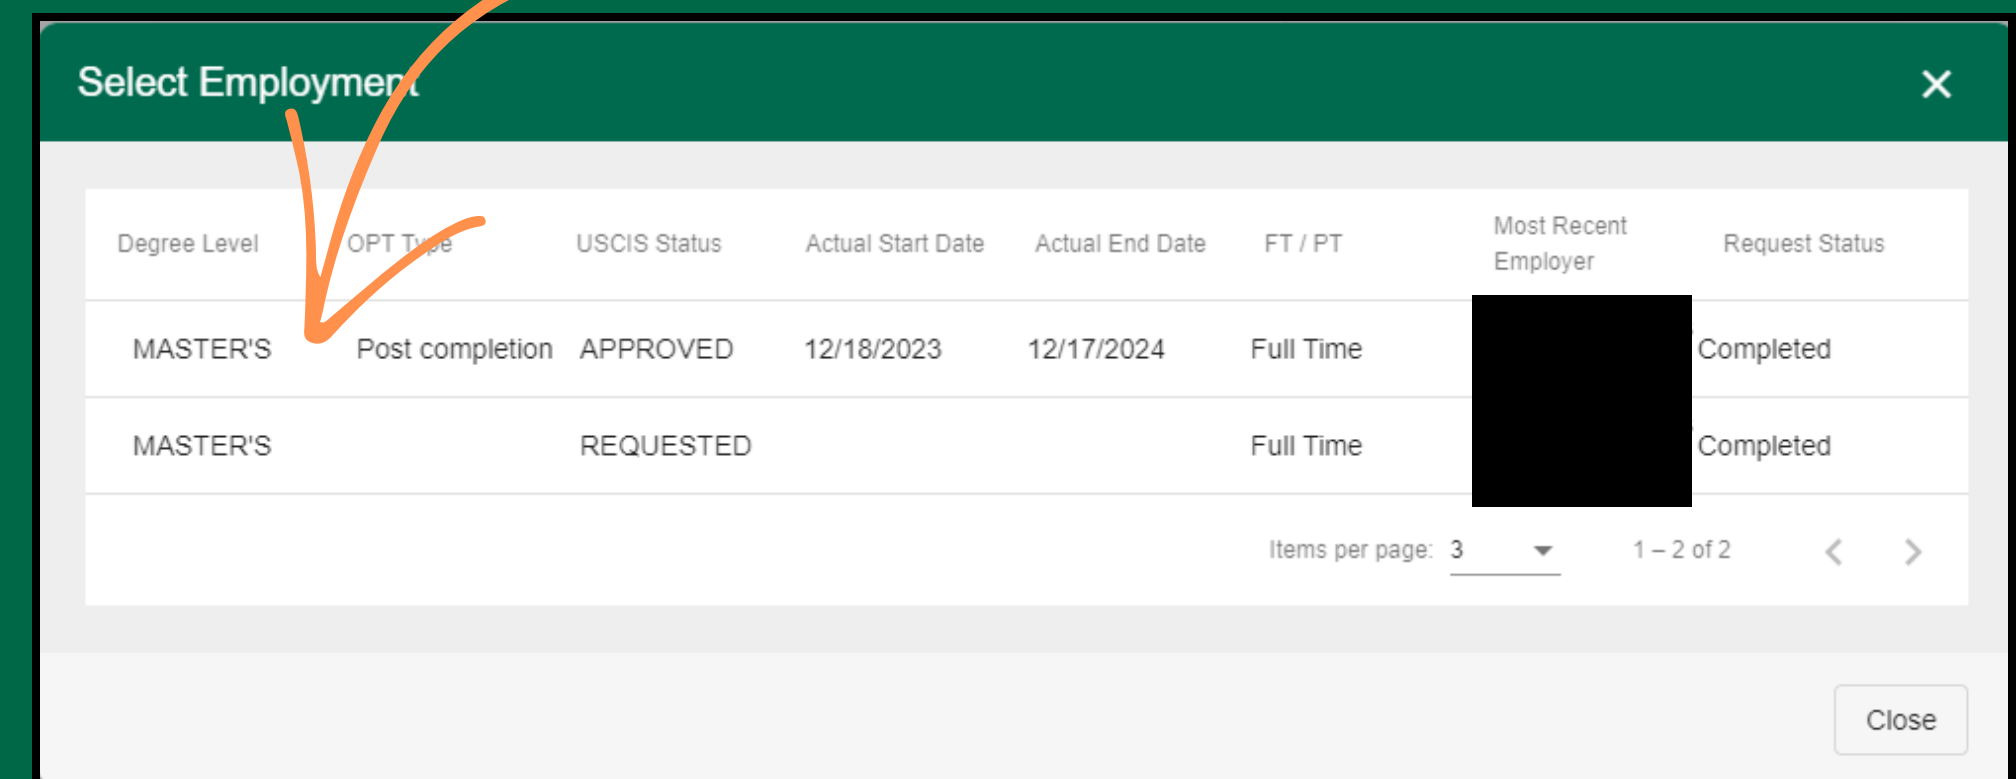 Select Employment
Degree Level OPT Type USCIS Status Actual Start Date Actual End Date FT / PT Most Recent Employer Request Status
MASTER'S Post completion APPROVED 12/18/2023 12/17/2024 Full Time Completed
MASTER'S REQUESTED Full Time Completed
Items per page: 3 1 – 2 of 2
Close